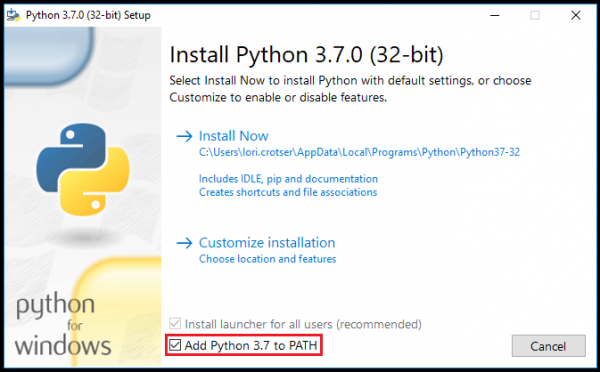 Python 3.7.0 (32-bit) Setup
Install Python 3.7.0 (32-bit)
Select Install Now to install Python with default settings, or choose
Customize to enable or disable features.
Install Now
C:\Users\lori.crotser\AppData\Local\Programs\Python\Python37-32
Includes IDLE, pip and documentation
Creates shortcuts and file associations
Customize installation
Choose location and features
python
for
windows
Install launcher for all users (recommended)
Add Python 3.7 to PATH
Cancel